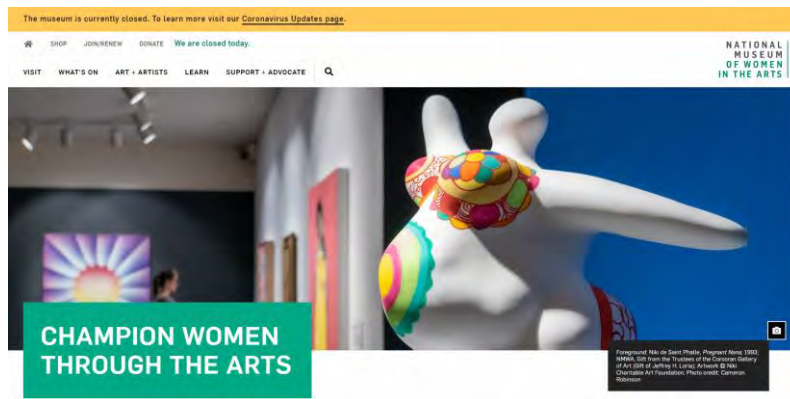 The museum is currently closed. To learn more visit our Coronavirus Updates page.
SHOP JOIN/RENEW DONATE We are closed today.
VISIT WHAT'S ON ART + ARTISTS LEARN SUPPORT + ADVOCATE
NATIONAL
MUSEUM
OF WOMEN
IN THE ARTS
CHAMPION WOMEN
THROUGH THE ARTS
Foreground: Niki de Saint Phalle, Pregnant Nana, 1993;
NMWA, Gift from the Trustees of the Corcoran Gallery
of Art (Gift of Jeffrey H. Loria); Artwork © Niki
Charitable Art Foundation; Photo credit: Cameron
Robinson